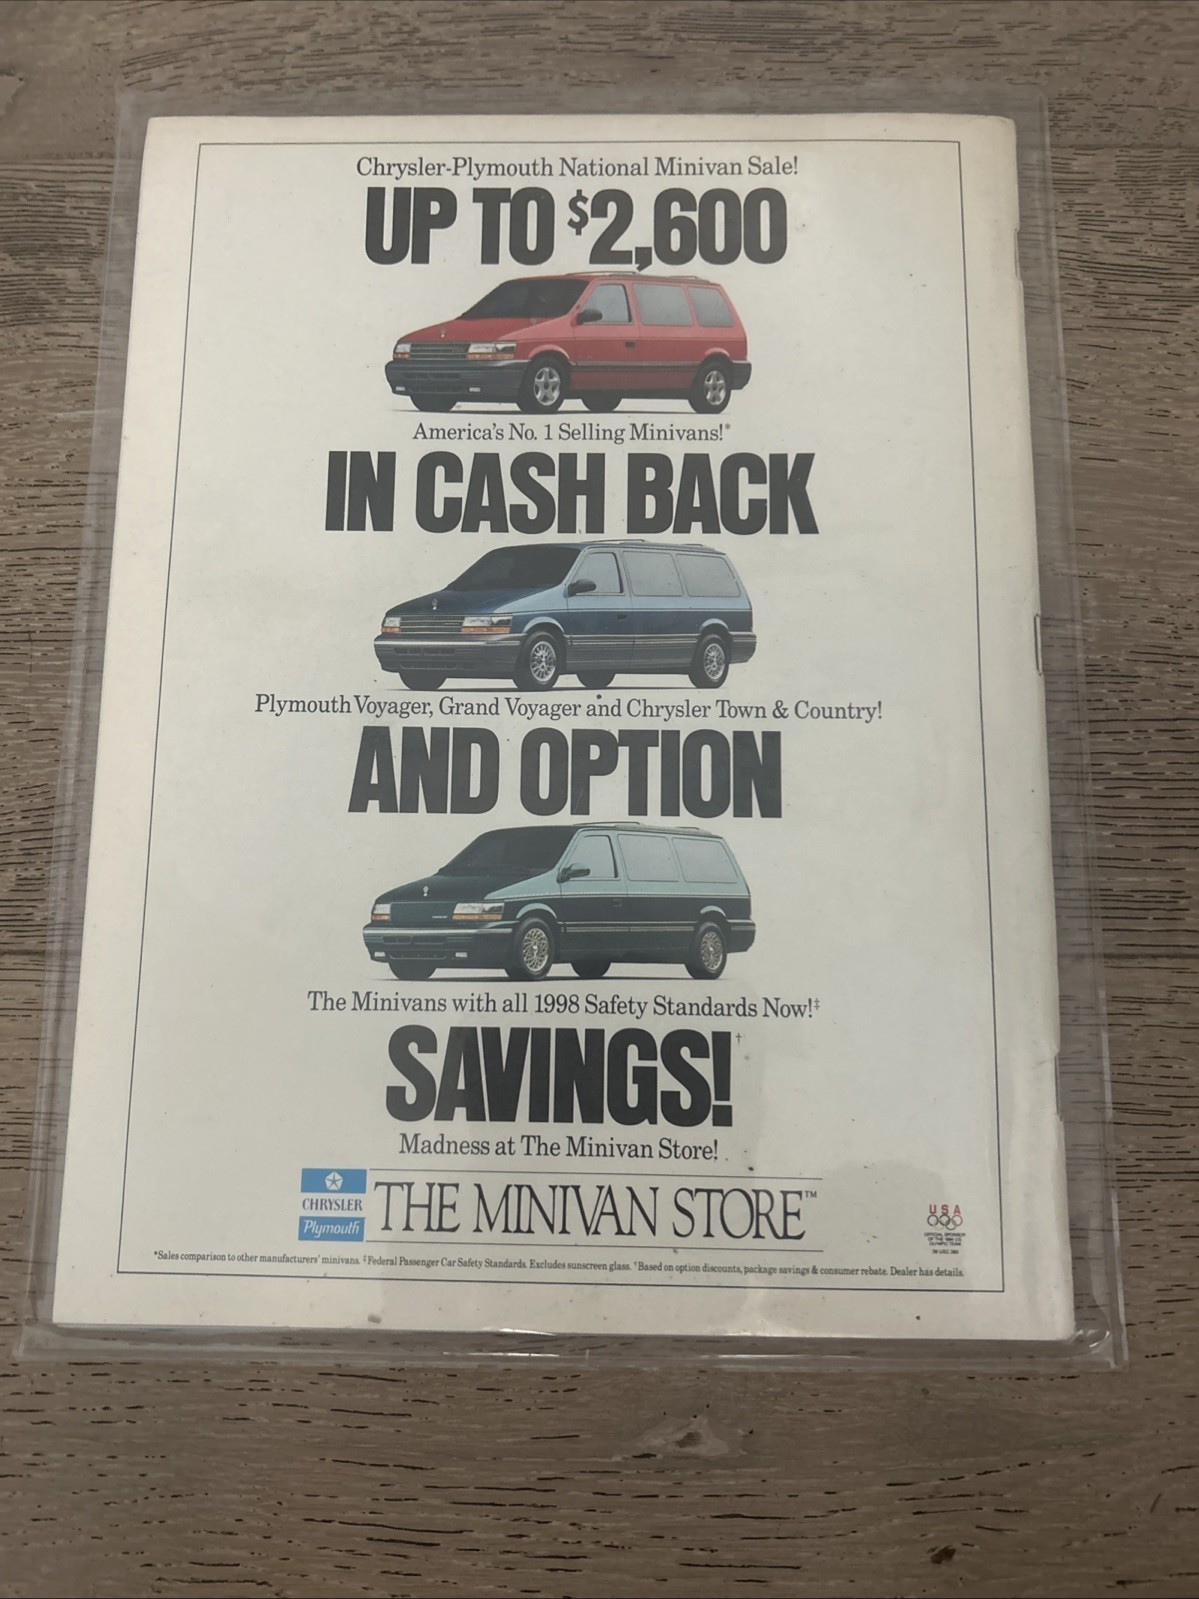 Chrysler-Plymouth National Minivan Sale!
UP TO $2,600
America's No. 1 Selling Minivans!*
IN CASH BACK
Plymouth Voyager, Grand Voyager and Chrysler Town & Country!
AND OPTION
The Minivans with all 1998 Safety Standards Now!‡
SAVINGS!†
Madness at The Minivan Store!
CHRYSLER
Plymouth
THE MINIVAN STORE™
USA
*Sales comparison to other manufacturers' minivans. ‡Federal Passenger Car Safety Standards. Excludes sunscreen glass. †Based on option discounts, package savings & consumer rebate. Dealer has details.